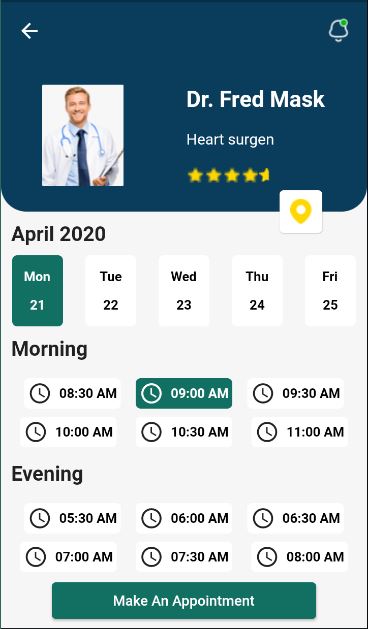 Dr. Fred Mask
Heart surgen
April 2020
Mon Tue Wed Thu Fri
21 22 23 24 25
Morning
08:30 AM 09:00 AM 09:30 AM
10:00 AM 10:30 AM 11:00 AM
Evening
05:30 AM 06:00 AM 06:30 AM
07:00 AM 07:30 AM 08:00 AM
Make An Appointment